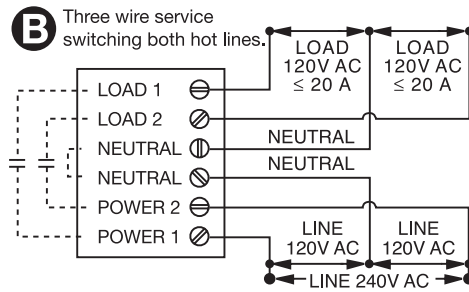 B Three wire service
switching both hot lines.
LOAD
120V AC
≤ 20 A
LOAD
120V AC
≤ 20 A
LOAD 1
LOAD 2
NEUTRAL
NEUTRAL
POWER 2
POWER 1
NEUTRAL
NEUTRAL
LINE
120V AC
LINE
120V AC
LINE 240V AC